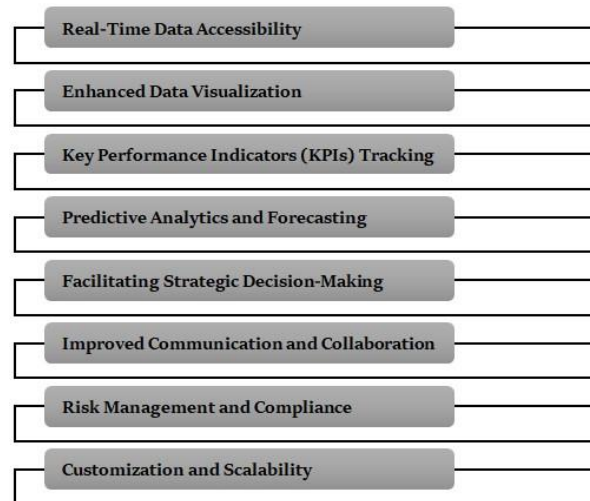 Real-Time Data Accessibility
Enhanced Data Visualization
Key Performance Indicators (KPIs) Tracking
Predictive Analytics and Forecasting
Facilitating Strategic Decision-Making
Improved Communication and Collaboration
Risk Management and Compliance
Customization and Scalability